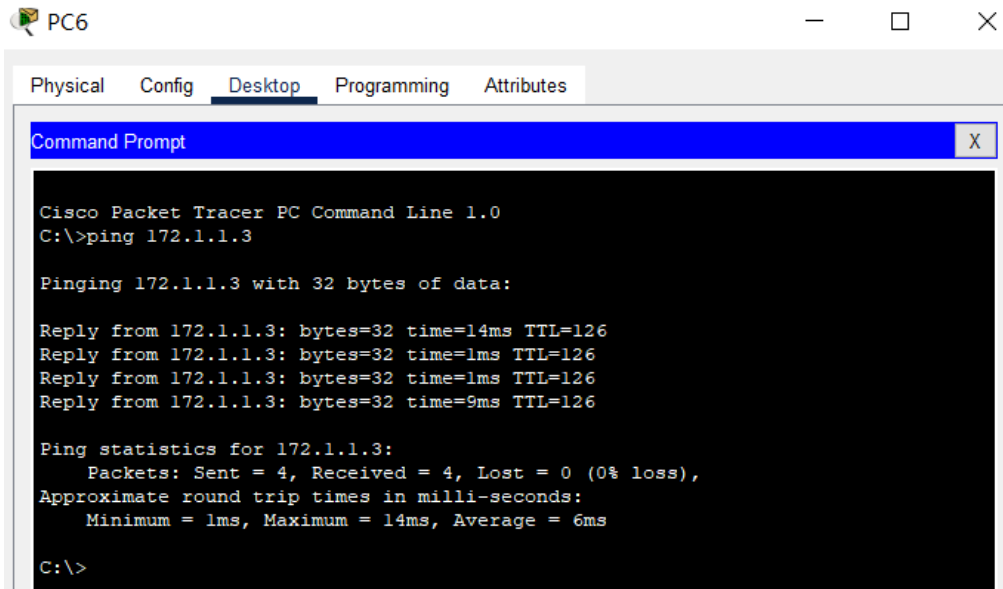 PC6
Physical Config Desktop Programming Attributes
Command Prompt X
Cisco Packet Tracer PC Command Line 1.0
C:\>ping 172.1.1.3
Pinging 172.1.1.3 with 32 bytes of data:
Reply from 172.1.1.3: bytes=32 time=14ms TTL=126
Reply from 172.1.1.3: bytes=32 time=1ms TTL=126
Reply from 172.1.1.3: bytes=32 time=1ms TTL=126
Reply from 172.1.1.3: bytes=32 time=9ms TTL=126
Ping statistics for 172.1.1.3:
Packets: Sent = 4, Received = 4, Lost = 0 (0% loss),
Approximate round trip times in milli-seconds:
Minimum = 1ms, Maximum = 14ms, Average = 6ms
C:\>